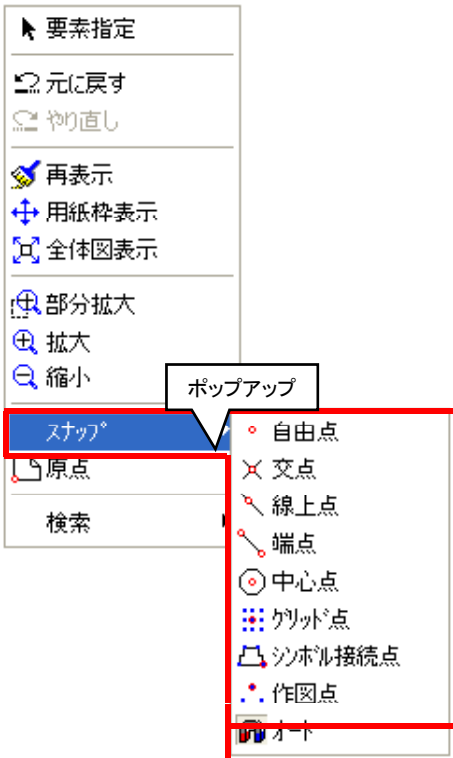 要素指定
元に戻す
やり直し
再表示
用紙枠表示
全体図表示
部分拡大
拡大
縮小
ポップアップ
ｽﾅｯﾌﾟ
原点
検索
自由点
交点
線上点
端点
中心点
ｸﾞﾘｯﾄﾞ点
ｼﾝﾎﾞﾙ接続点
作図点
ｵｰﾄ